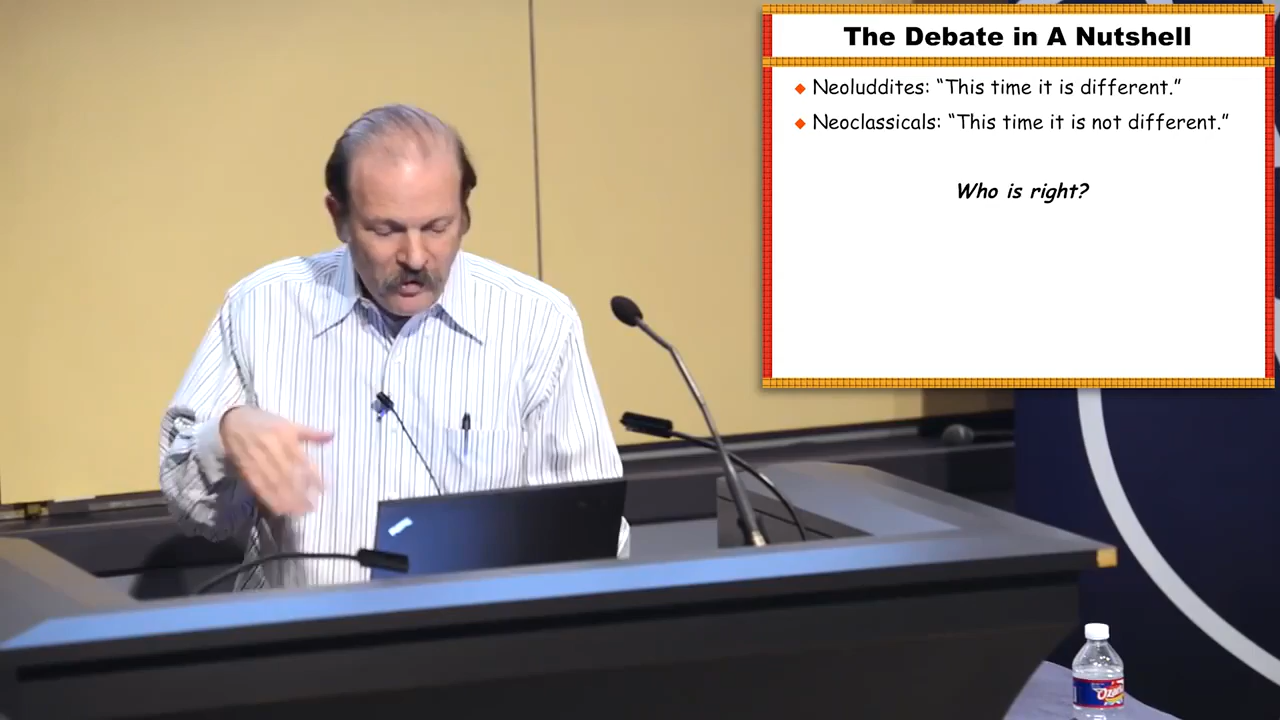 The Debate in A Nutshell
Neoluddites: “This time it is different.”
Neoclassicals: “This time it is not different.”
Who is right?